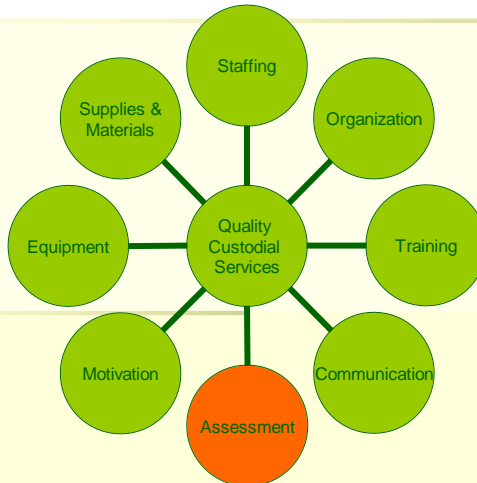 Staffing
Supplies &
Materials
Organization
Quality
Custodial
Services
Equipment
Training
Motivation
Communication
Assessment